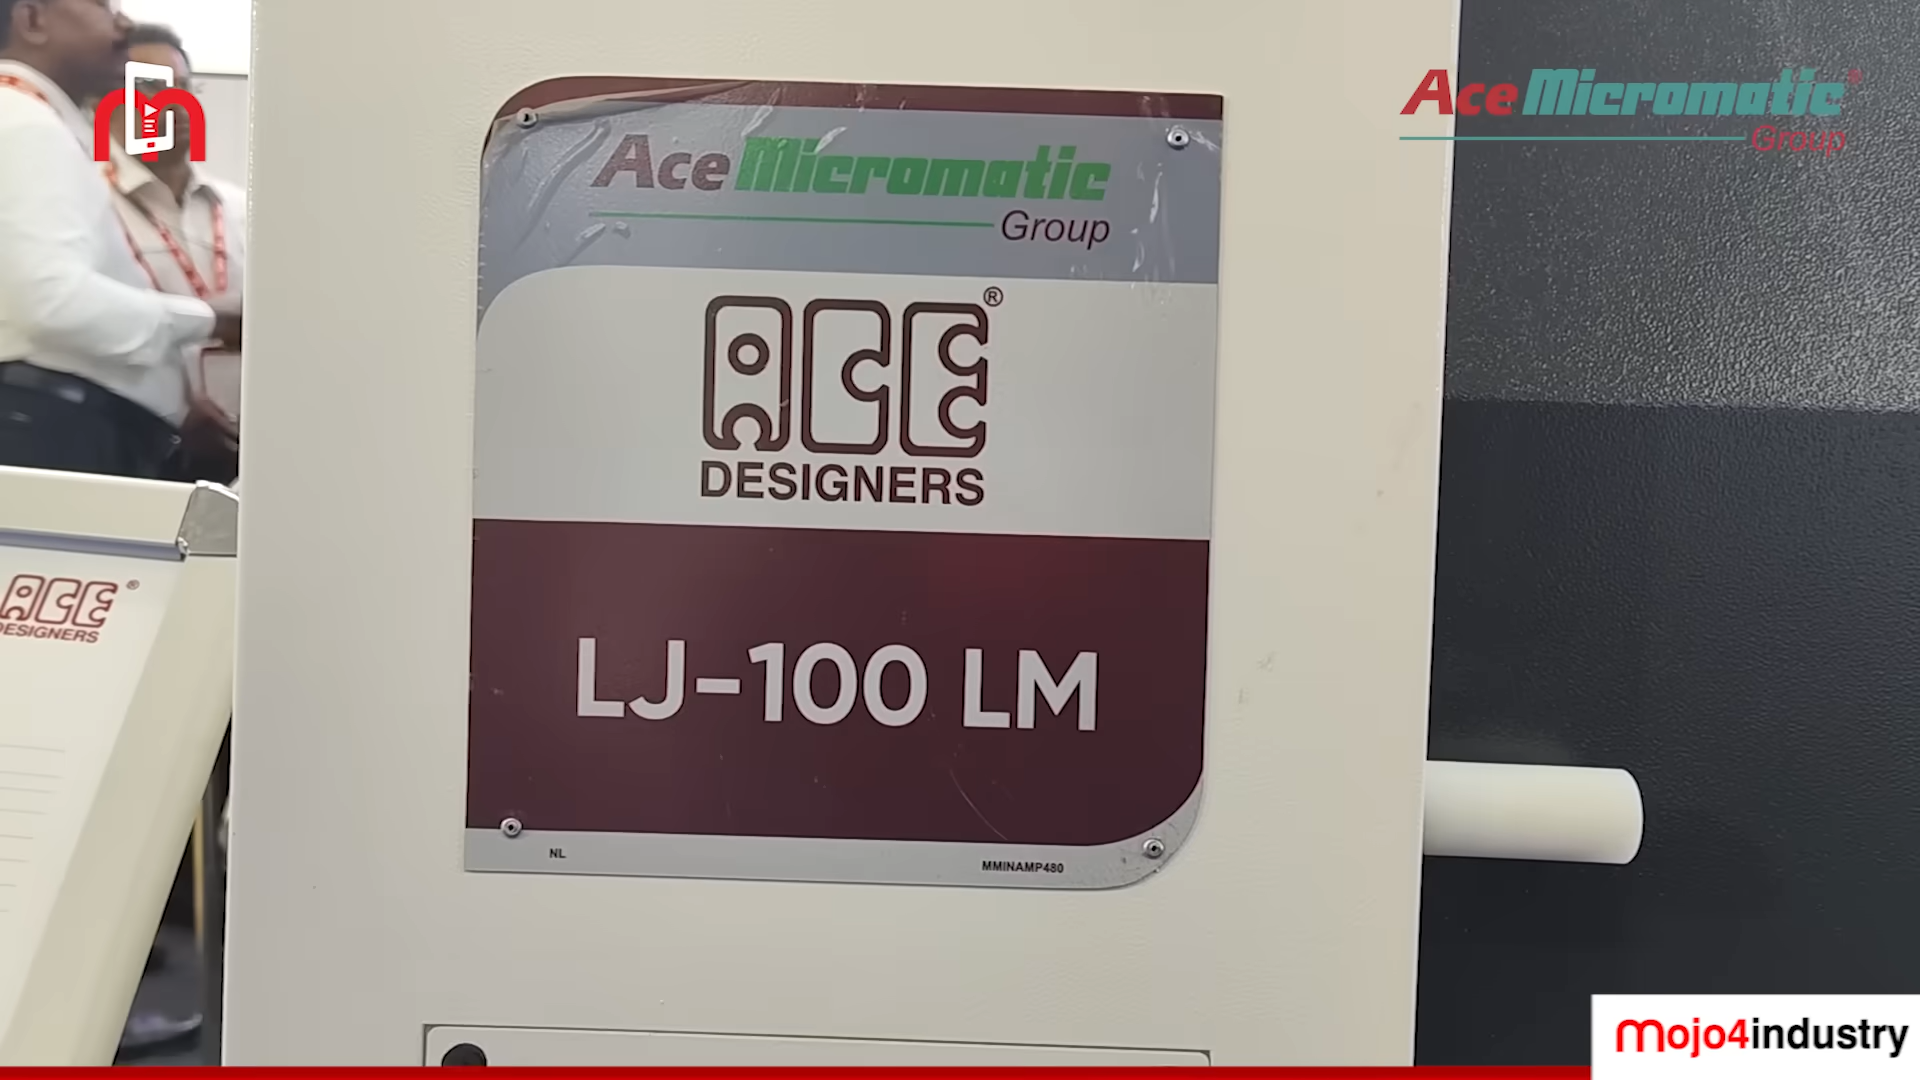 Ace Micromatic®
Group
Ace Micromatic
Group
ACE®
DESIGNERS
LJ-100 LM
NL
MMINAMP480
ACE®
DESIGNERS
mojo4industry